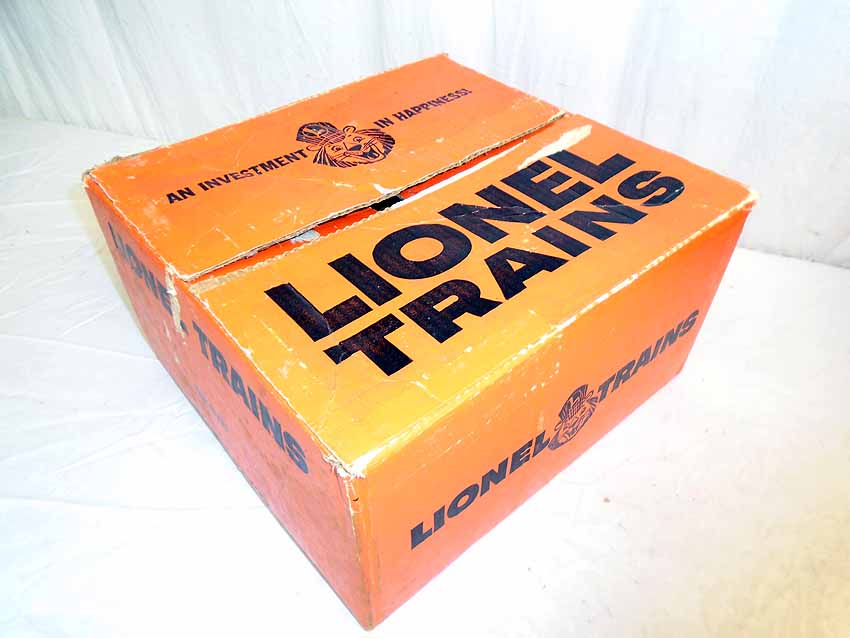 AN INVESTMENT IN HAPPINESS!
LIONEL
TRAINS
LIONEL TRAINS
LIONEL TRAINS